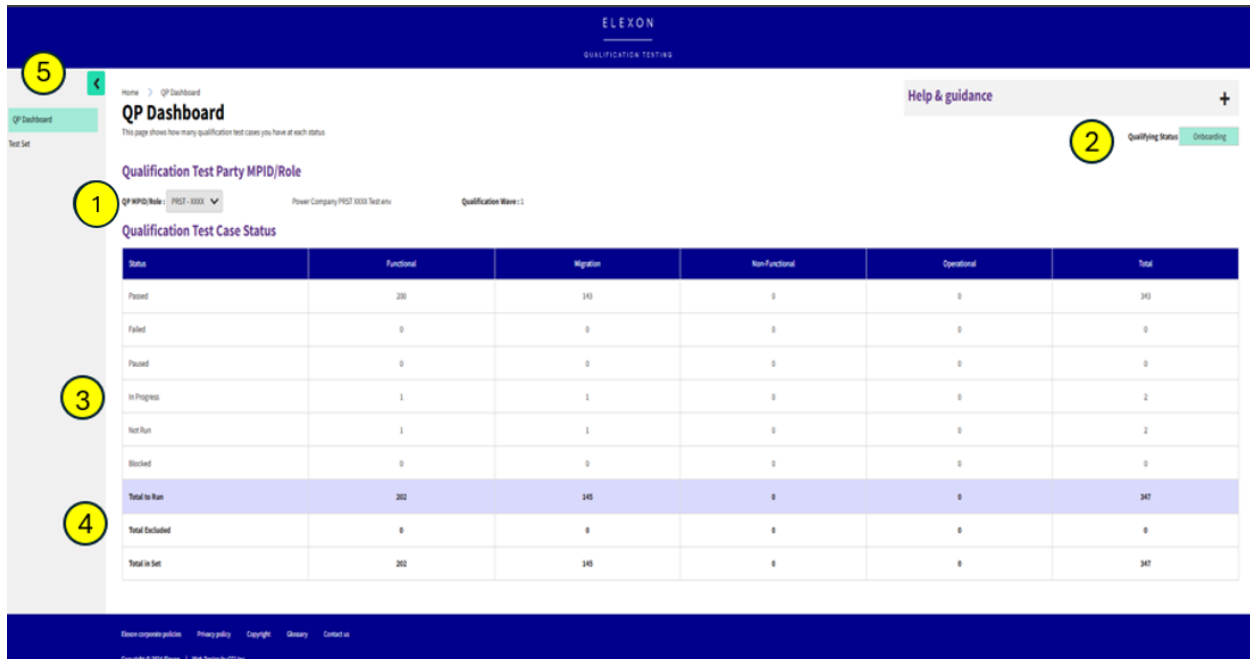 ELEXON
QUALIFICATION TESTING
5
Home > QP Dashboard
Help & guidance +
QP Dashboard
QP Dashboard
This page shows how many qualification test cases you have at each status
2 Qualifying Status Onboarding
Test Set
Qualification Test Party MPID/Role
1 QP MPID/Role : PRST - XXXX Power Company PRST XXXX Test env Qualification Wave : 1
Qualification Test Case Status
Status Functional Migration Non-Functional Operational Total
Passed 200 143 0 0 343
Failed 0 0 0 0 0
Paused 0 0 0 0 0
3 In Progress 1 1 0 0 2
Not Run 1 1 0 0 2
Blocked 0 0 0 0 0
Total to Run 202 145 0 0 347
4 Total Excluded 0 0 0 0 0
Total in Set 202 145 0 0 347
Elexon corporate policies Privacy policy Copyright Glossary Contact us